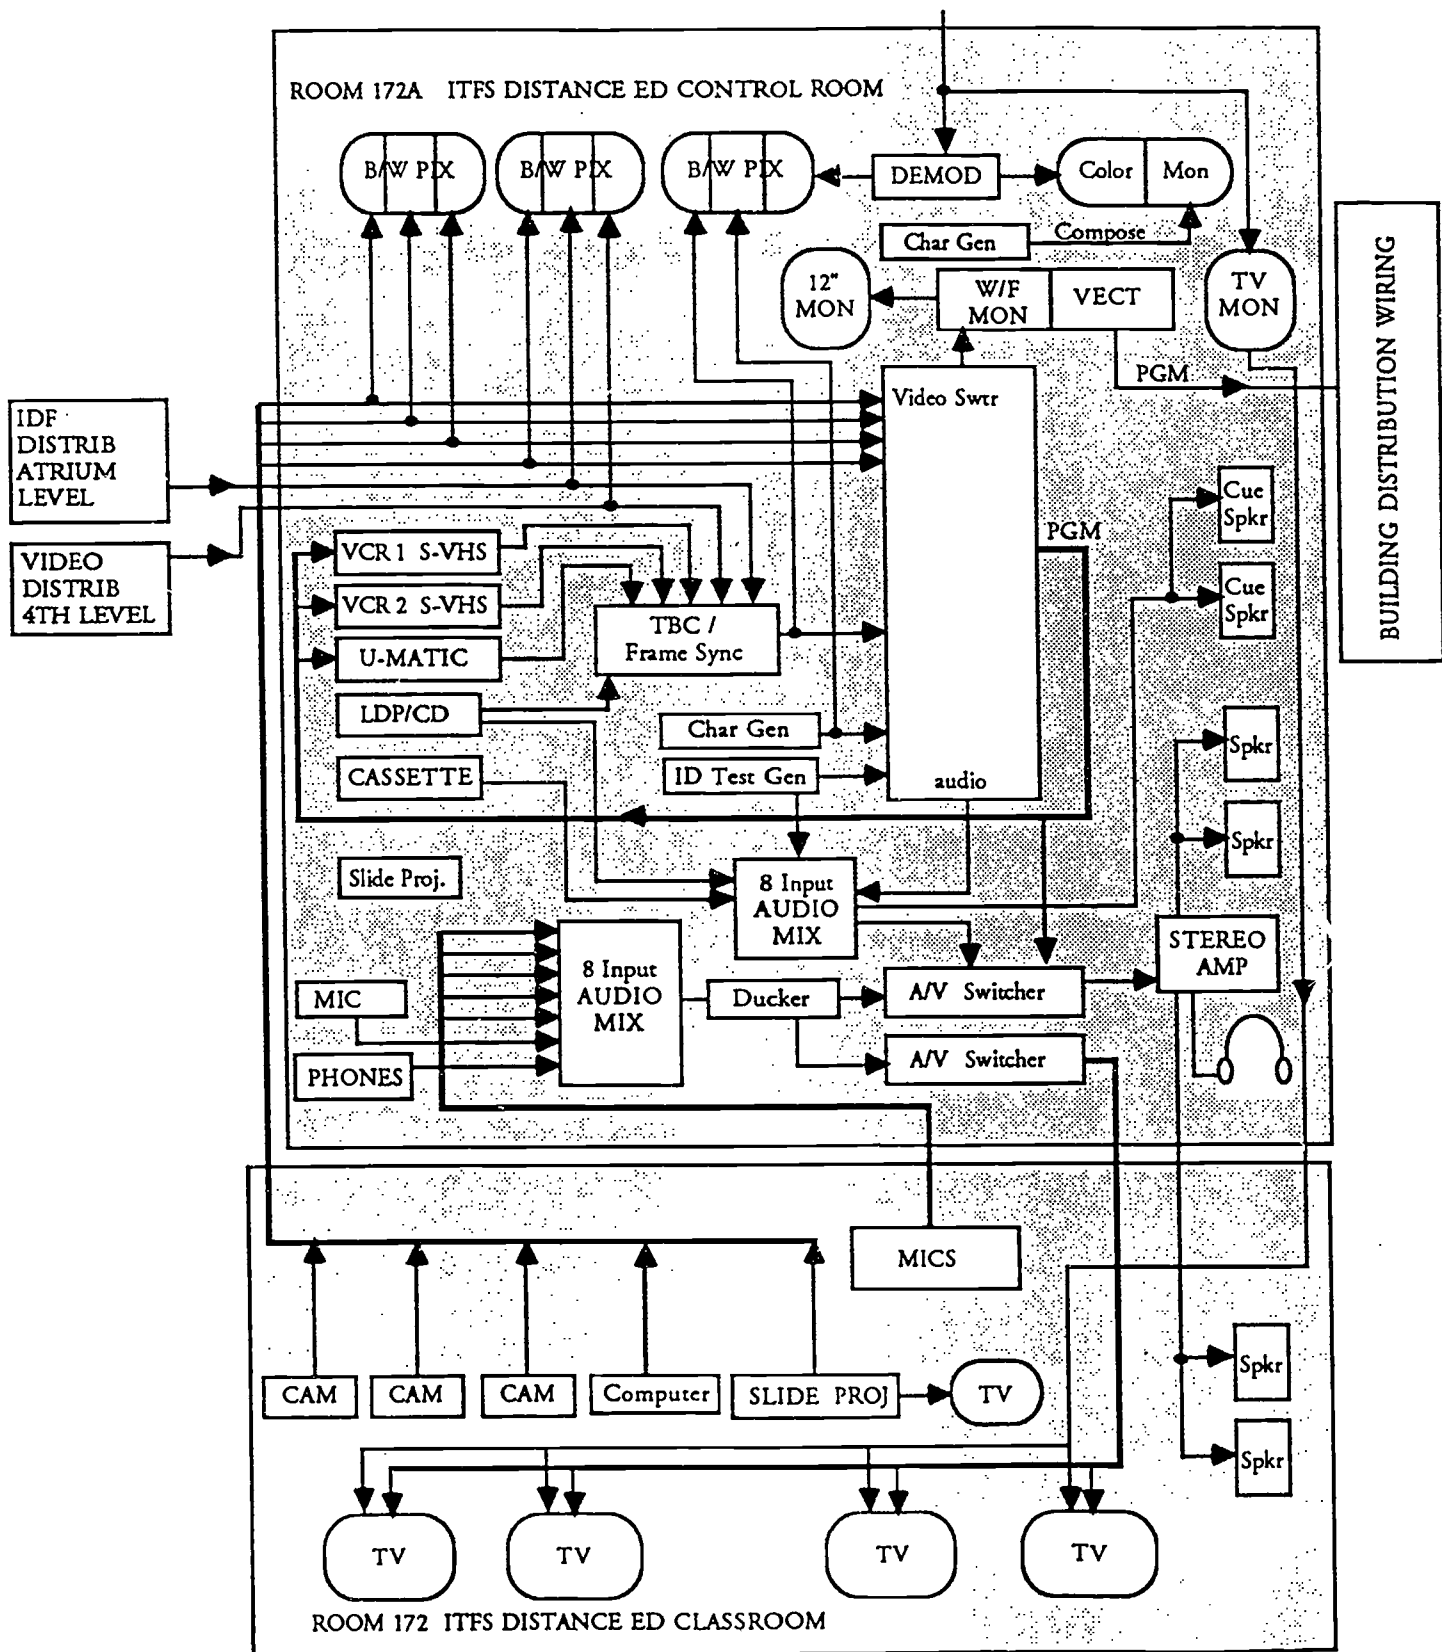 ROOM 172A ITFS DISTANCE ED CONTROL ROOM
B/W PIX
B/W PIX
B/W PIX
DEMOD
Color Mon
Char Gen
Compose
12"
MON
W/F
MON
VECT
TV
MON
PGM
BUILDING DISTRIBUTION WIRING
IDF
DISTRIB
ATRIUM
LEVEL
VIDEO
DISTRIB
4TH LEVEL
Video Swtr
VCR 1 S-VHS
VCR 2 S-VHS
U-MATIC
LDP/CD
CASSETTE
TBC /
Frame Sync
Char Gen
ID Test Gen
audio
PGM
Cue
Spkr
Cue
Spkr
Spkr
Spkr
Slide Proj.
8 Input
AUDIO
MIX
8 Input
AUDIO
MIX
MIC
PHONES
Ducker
A/V Switcher
A/V Switcher
STEREO
AMP
MICS
CAM
CAM
CAM
Computer
SLIDE PROJ
TV
Spkr
Spkr
TV
TV
TV
TV
ROOM 172 ITFS DISTANCE ED CLASSROOM